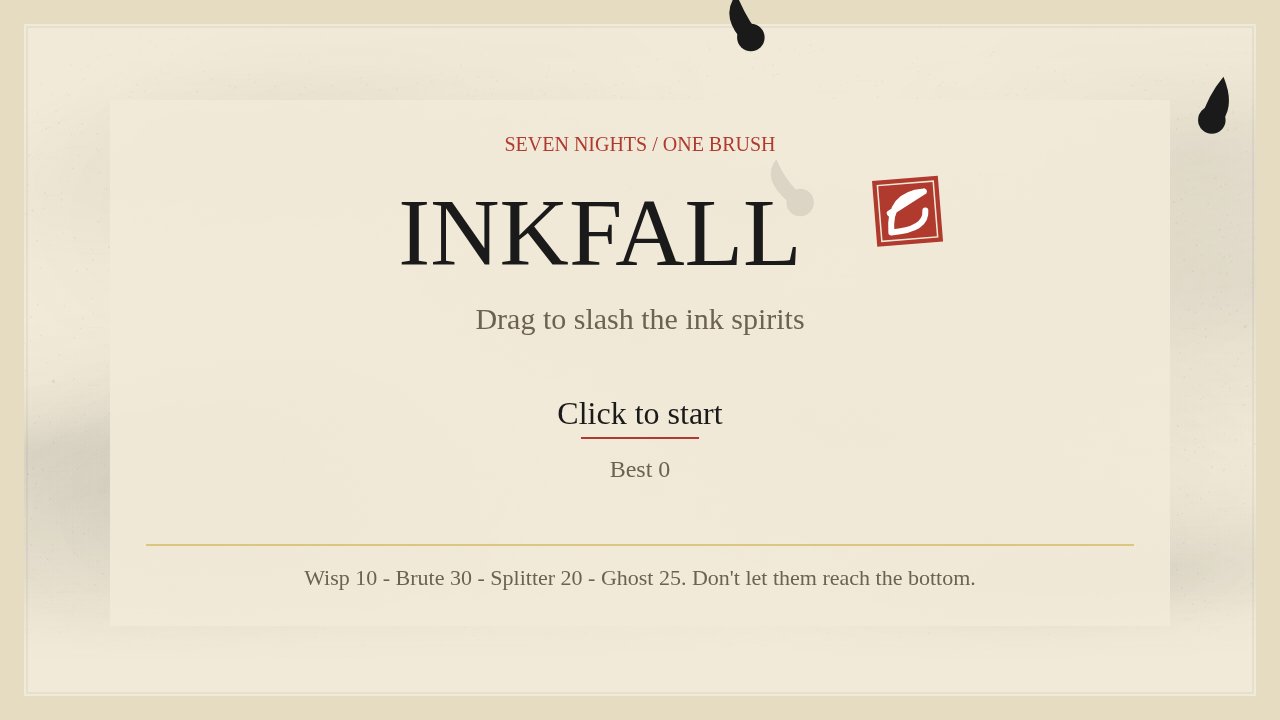 SEVEN NIGHTS / ONE BRUSH
INKFALL
Drag to slash the ink spirits
Click to start
Best 0
Wisp 10 - Brute 30 - Splitter 20 - Ghost 25. Don't let them reach the bottom.